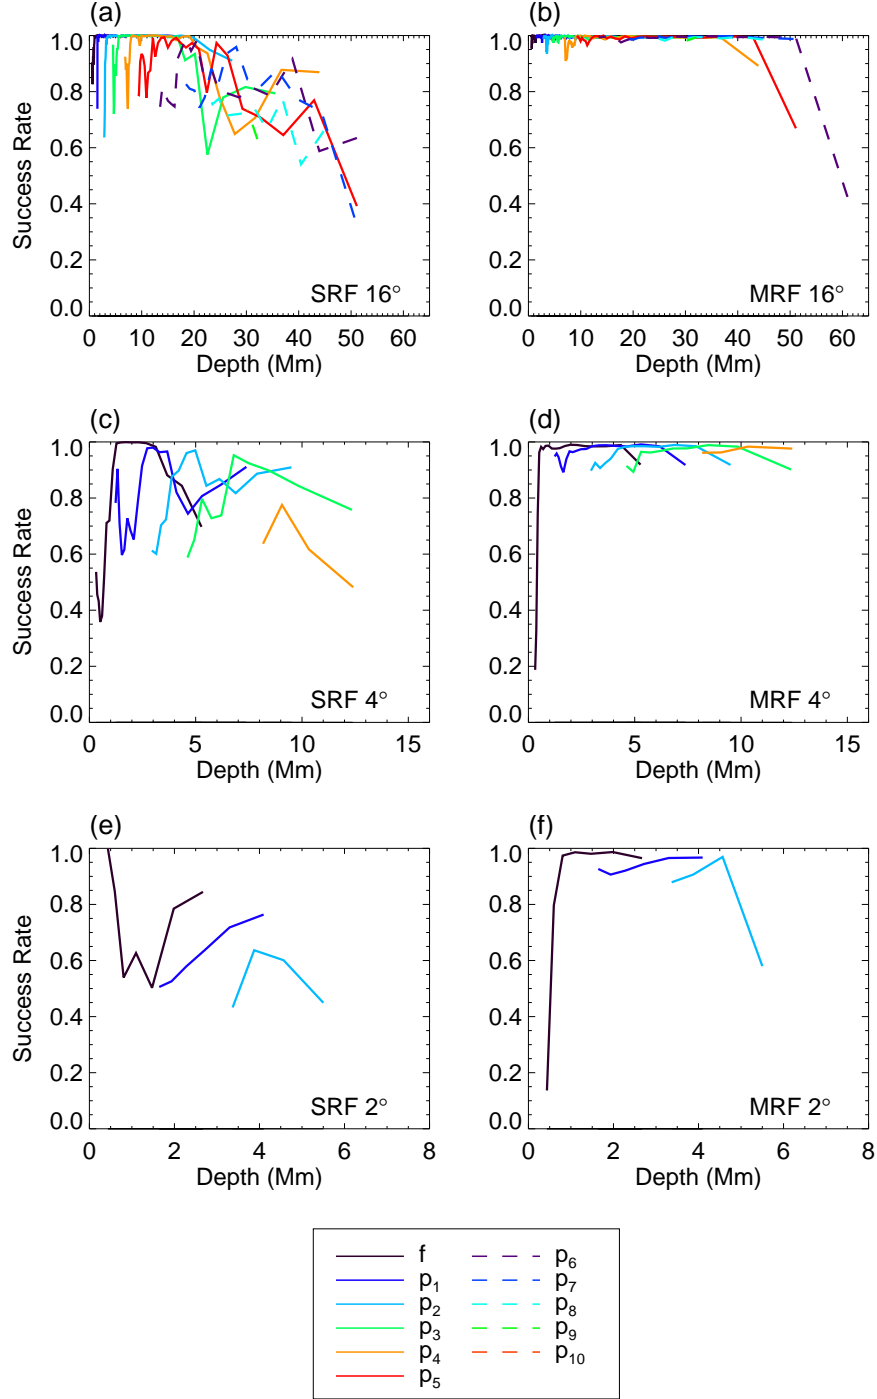 (a)
1.0
0.8
0.6
0.4
0.2
0.0
Success Rate
SRF 16°
0 10 20 30 40 50 60
Depth (Mm)
(b)
1.0
0.8
0.6
0.4
0.2
0.0
MRF 16°
0 10 20 30 40 50 60
Depth (Mm)
(c)
1.0
0.8
0.6
0.4
0.2
0.0
Success Rate
SRF 4°
0 5 10 15
Depth (Mm)
(d)
1.0
0.8
0.6
0.4
0.2
0.0
MRF 4°
0 5 10 15
Depth (Mm)
(e)
1.0
0.8
0.6
0.4
0.2
0.0
Success Rate
SRF 2°
0 2 4 6 8
Depth (Mm)
(f)
1.0
0.8
0.6
0.4
0.2
0.0
MRF 2°
0 2 4 6 8
Depth (Mm)
f
p₁
p₂
p₃
p₄
p₅
p₆
p₇
p₈
p₉
p₁₀